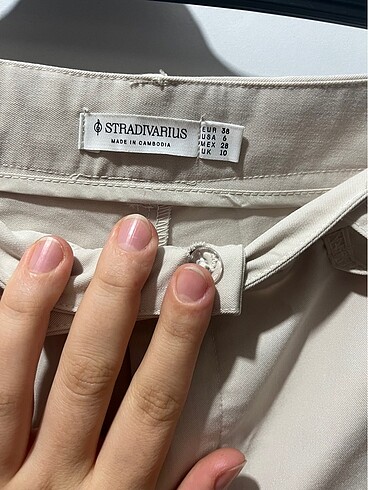 STRADIVARIUS
MADE IN CAMBODIA
EUR 38
USA 6
MEX 28
UK 10